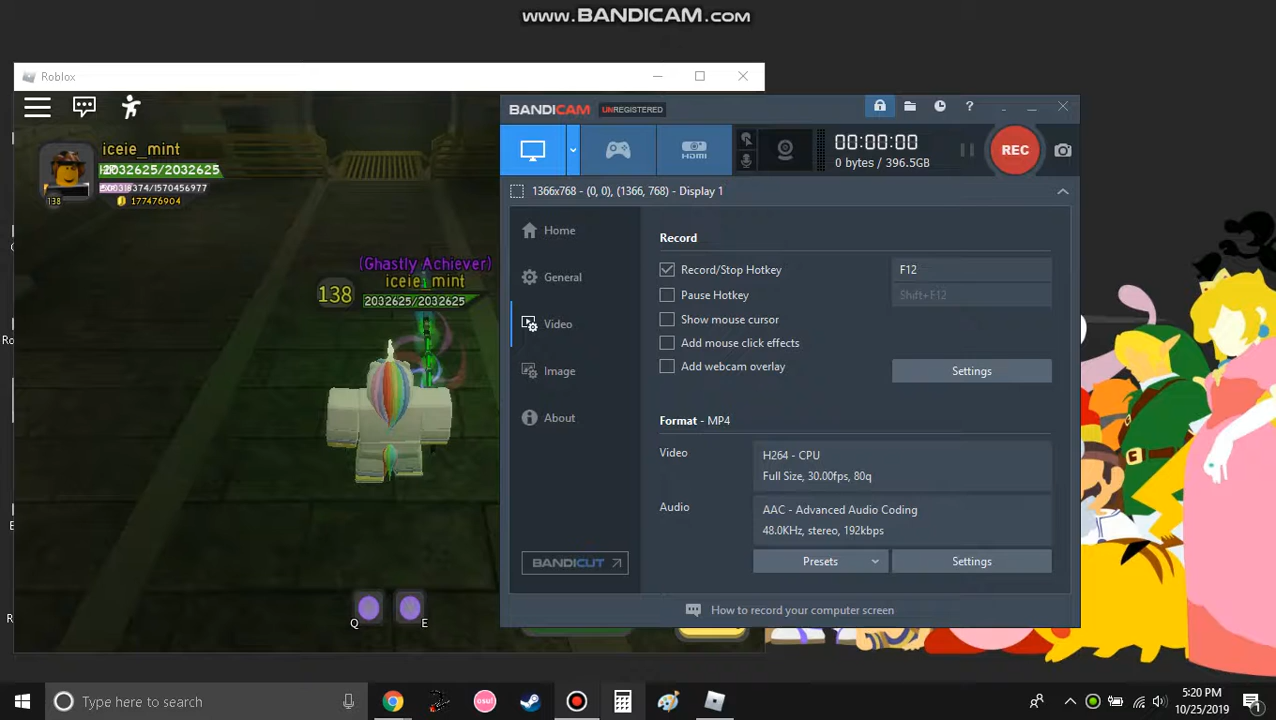 www.BANDICAM.com
Roblox
iceie_mint
2032625/2032625
177476904
138
(Ghastly Achiever)
iceie_mint
138
2032625/2032625
Q
E
BANDICAM UNREGISTERED
00:00:00
0 bytes / 396.5GB
HDMI
REC
1366x768 - (0, 0), (1366, 768) - Display 1
Home
General
Video
Image
About
BANDICUT
Record
Record/Stop Hotkey
F12
Pause Hotkey
Shift+F12
Show mouse cursor
Add mouse click effects
Add webcam overlay
Settings
Format - MP4
Video
H264 - CPU
Full Size, 30.00fps, 80q
Audio
AAC - Advanced Audio Coding
48.0KHz, stereo, 192kbps
Presets
Settings
How to record your computer screen
Type here to search
osu!
5:20 PM
10/25/2019
1